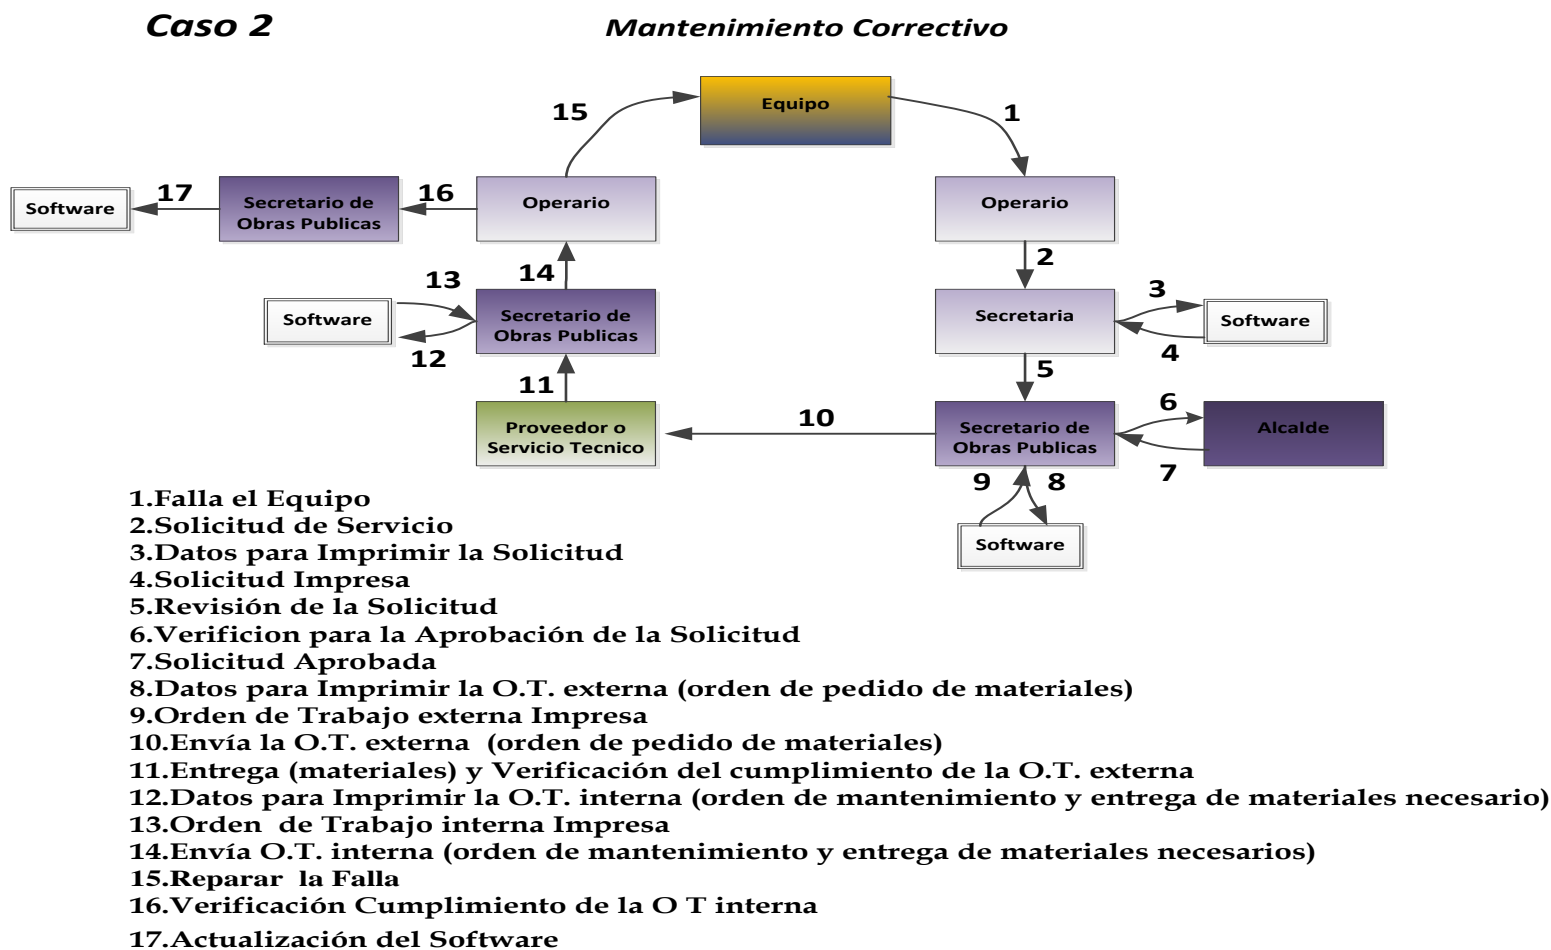 Caso 2
Mantenimiento Correctivo
Equipo
15
1
17
16
Software
Secretario de
Obras Publicas
Operario
Operario
14
2
13
3
Software
Secretario de
Obras Publicas
Secretaria
Software
12
4
11
5
6
10
Proveedor o
Servicio Tecnico
Secretario de
Obras Publicas
Alcalde
7
9
8
Software
1.Falla el Equipo
2.Solicitud de Servicio
3.Datos para Imprimir la Solicitud
4.Solicitud Impresa
5.Revisión de la Solicitud
6.Verificion para la Aprobación de la Solicitud
7.Solicitud Aprobada
8.Datos para Imprimir la O.T. externa (orden de pedido de materiales)
9.Orden de Trabajo externa Impresa
10.Envía la O.T. externa (orden de pedido de materiales)
11.Entrega (materiales) y Verificación del cumplimiento de la O.T. externa
12.Datos para Imprimir la O.T. interna (orden de mantenimiento y entrega de materiales necesario)
13.Orden de Trabajo interna Impresa
14.Envía O.T. interna (orden de mantenimiento y entrega de materiales necesarios)
15.Reparar la Falla
16.Verificación Cumplimiento de la O T interna
17.Actualización del Software